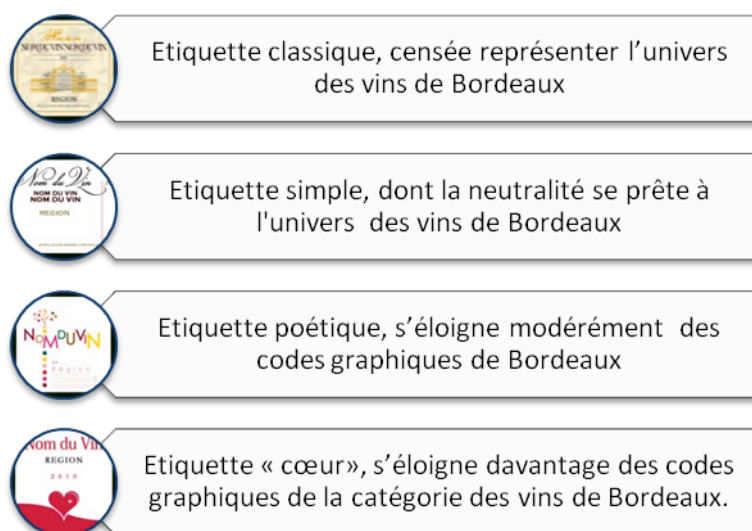 NOM DU VIN NOM DU VIN
REGION
Etiquette classique, censée représenter l’univers
des vins de Bordeaux
Nom du Vin
NOM DU VIN
NOM DU VIN
REGION
Etiquette simple, dont la neutralité se prête à
l'univers des vins de Bordeaux
NOMDUVIN
Région
Etiquette poétique, s’éloigne modérément des
codes graphiques de Bordeaux
Nom du Vin
REGION
2010
Etiquette « cœur», s’éloigne davantage des codes
graphiques de la catégorie des vins de Bordeaux.